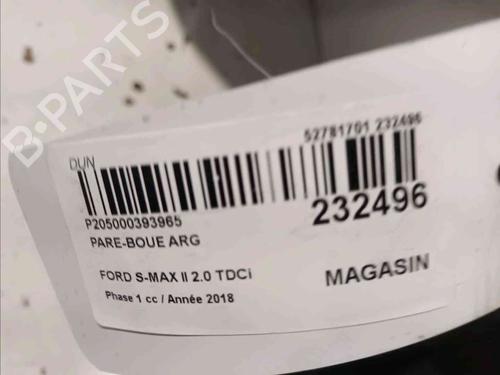 B-PARTS
DUN
52781701 232496
P205000393965
232496
PARE-BOUE ARG
FORD S-MAX II 2.0 TDCi
MAGASIN
Phase 1 cc / Année 2018